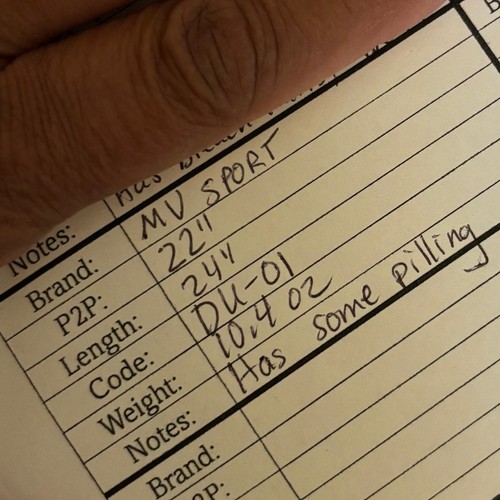 Notes: Has
Brand: MV SPORT
P2P: 22"
Length: 24"
Code: DU-01
Weight: 10.4 oz
Notes: Has some pilling
Brand: